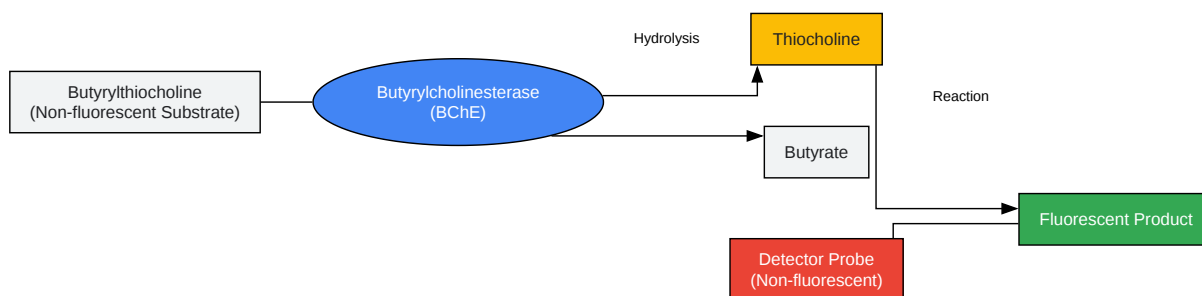 Hydrolysis
Thiocholine
Butyrylthiocholine
(Non-fluorescent Substrate)
Butyrylcholinesterase
(BChE)
Reaction
Butyrate
Fluorescent Product
Detector Probe
(Non-fluorescent)